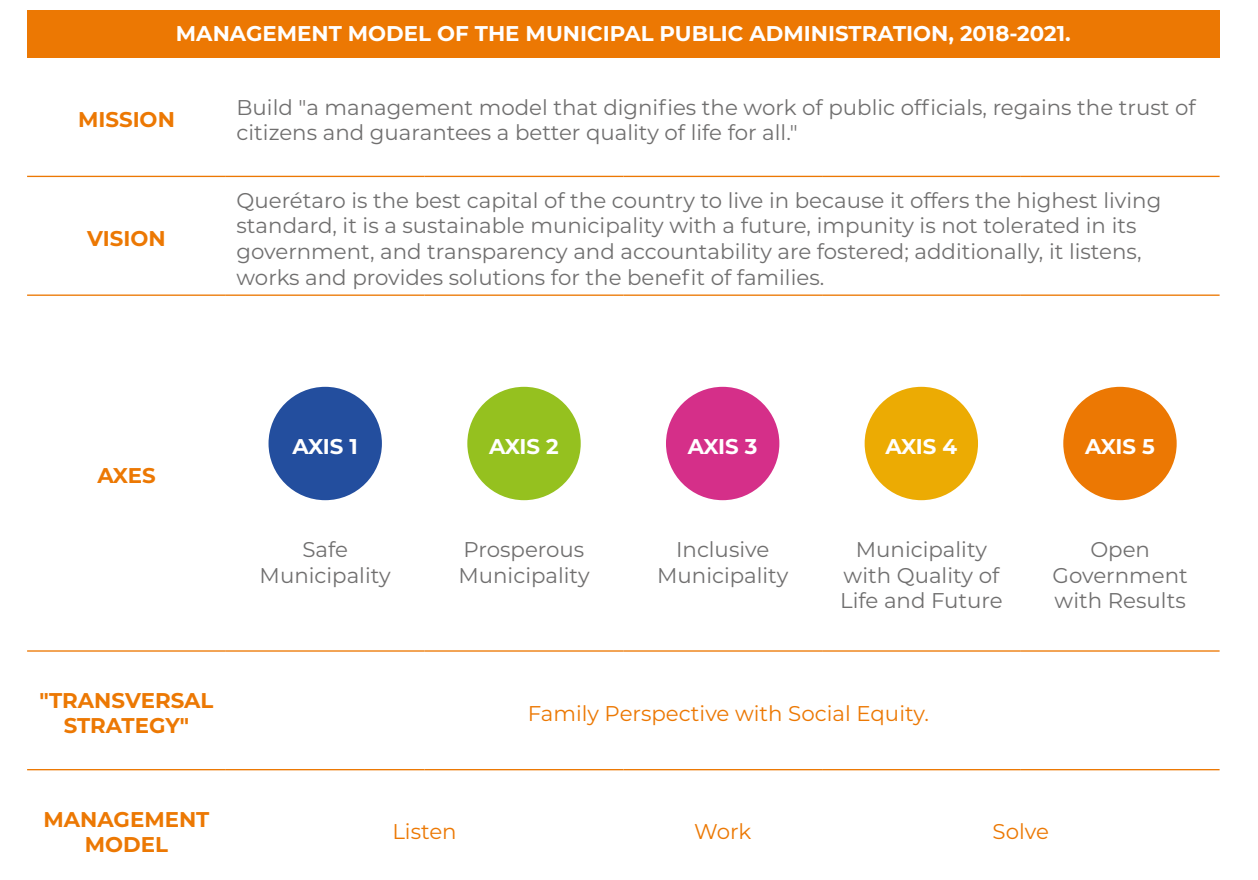 MANAGEMENT MODEL OF THE MUNICIPAL PUBLIC ADMINISTRATION, 2018-2021.
MISSION
Build "a management model that dignifies the work of public officials, regains the trust of
citizens and guarantees a better quality of life for all."
VISION
Querétaro is the best capital of the country to live in because it offers the highest living
standard, it is a sustainable municipality with a future, impunity is not tolerated in its
government, and transparency and accountability are fostered; additionally, it listens,
works and provides solutions for the benefit of families.
AXES
AXIS 1
Safe
Municipality
AXIS 2
Prosperous
Municipality
AXIS 3
Inclusive
Municipality
AXIS 4
Municipality
with Quality of
Life and Future
AXIS 5
Open
Government
with Results
"TRANSVERSAL
STRATEGY"
Family Perspective with Social Equity.
MANAGEMENT
MODEL
Listen
Work
Solve